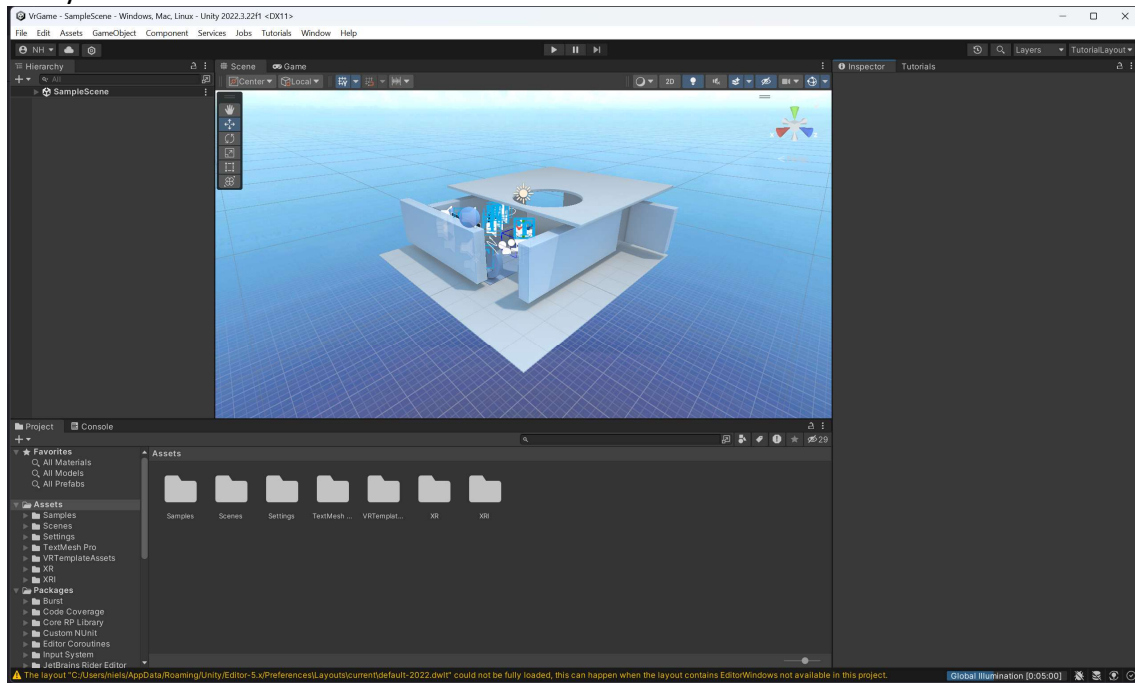 VrGame - SampleScene - Windows, Mac, Linux - Unity 2022.3.22f1 <DX11>
File Edit Assets GameObject Component Services Jobs Tutorials Window Help
NH Layers TutorialLayout
Hierarchy Scene Game Inspector Tutorials
All Center Local 2D
SampleScene
x z
Project Console
29
Favorites Assets
All Materials
All Models
All Prefabs
Assets
Samples Scenes Settings TextMesh ... VRTemplat... XR XRI
Samples
Scenes
Settings
TextMesh Pro
VRTemplateAssets
XR
XRI
Packages
Burst
Code Coverage
Core RP Library
Custom NUnit
Editor Coroutines
Input System
JetBrains Rider Editor
The layout "C:/Users/niels/AppData/Roaming/Unity/Editor-5.x/Preferences\Layouts\current\default-2022.dwlt" could not be fully loaded, this can happen when the layout contains EditorWindows not available in this project. Global Illumination [0:05:00]